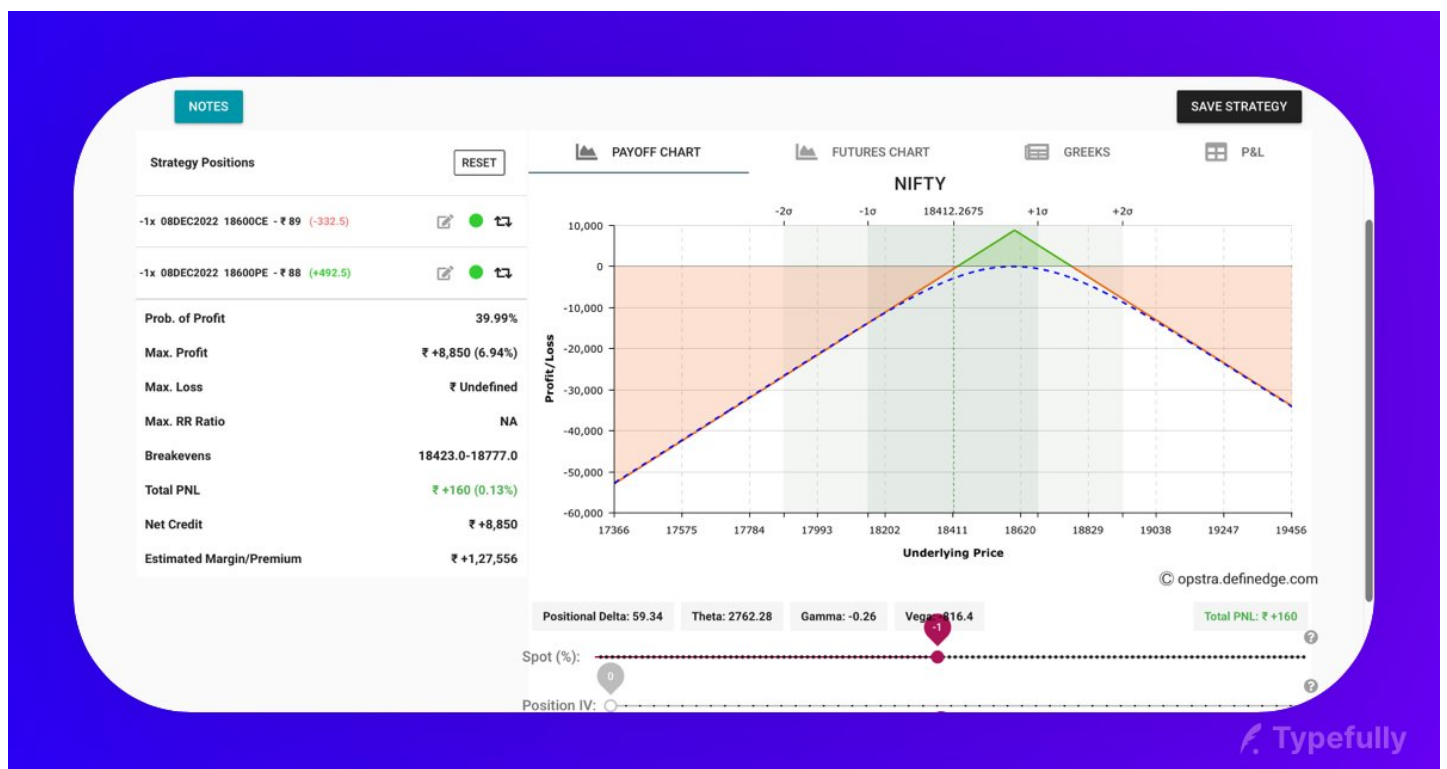 NOTES
SAVE STRATEGY
Strategy Positions
RESET
-1x 08DEC2022 18600CE - ₹ 89 (-332.5)
-1x 08DEC2022 18600PE - ₹ 88 (+492.5)
Prob. of Profit 39.99%
Max. Profit ₹ +8,850 (6.94%)
Max. Loss ₹ Undefined
Max. RR Ratio NA
Breakevens 18423.0-18777.0
Total PNL ₹ +160 (0.13%)
Net Credit ₹ +8,850
Estimated Margin/Premium ₹ +1,27,556
PAYOFF CHART FUTURES CHART GREEKS P&L
NIFTY
-2σ -1σ 18412.2675 +1σ +2σ
10,000
0
-10,000
-20,000
-30,000
-40,000
-50,000
-60,000
Profit/Loss
17366 17575 17784 17993 18202 18411 18620 18829 19038 19247 19456
Underlying Price
© opstra.definedge.com
Positional Delta: 59.34 Theta: 2762.28 Gamma: -0.26 Vega: 816.4 Total PNL: ₹ +160
-1
Spot (%):
0
Position IV:
Typefully